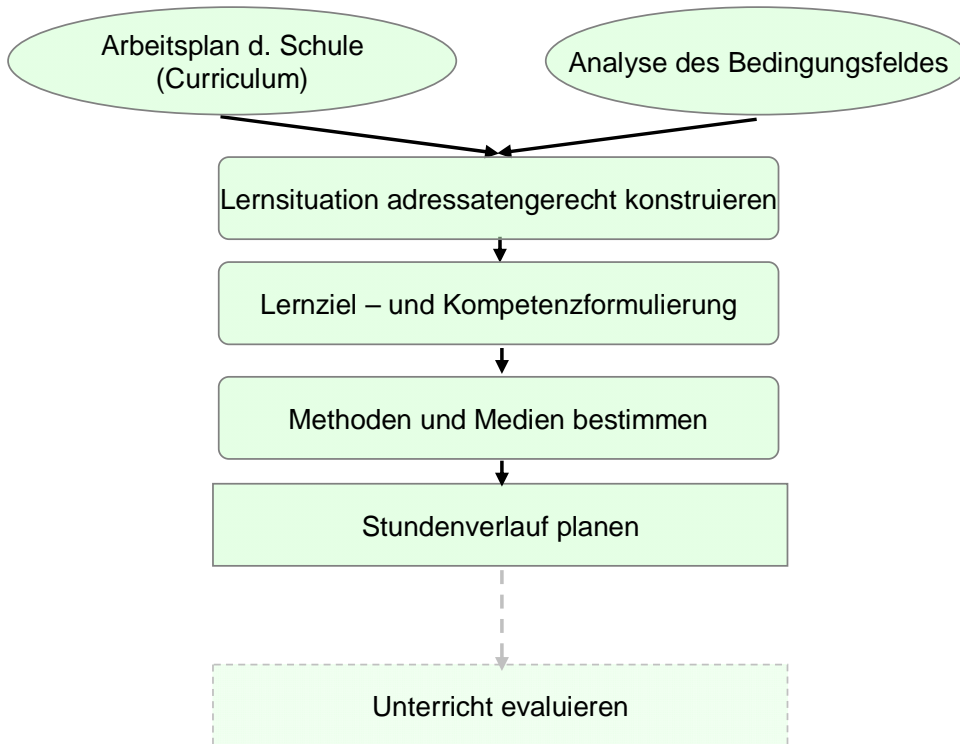 Arbeitsplan d. Schule
(Curriculum)
Analyse des Bedingungsfeldes
Lernsituation adressatengerecht konstruieren
Lernziel – und Kompetenzformulierung
Methoden und Medien bestimmen
Stundenverlauf planen
Unterricht evaluieren